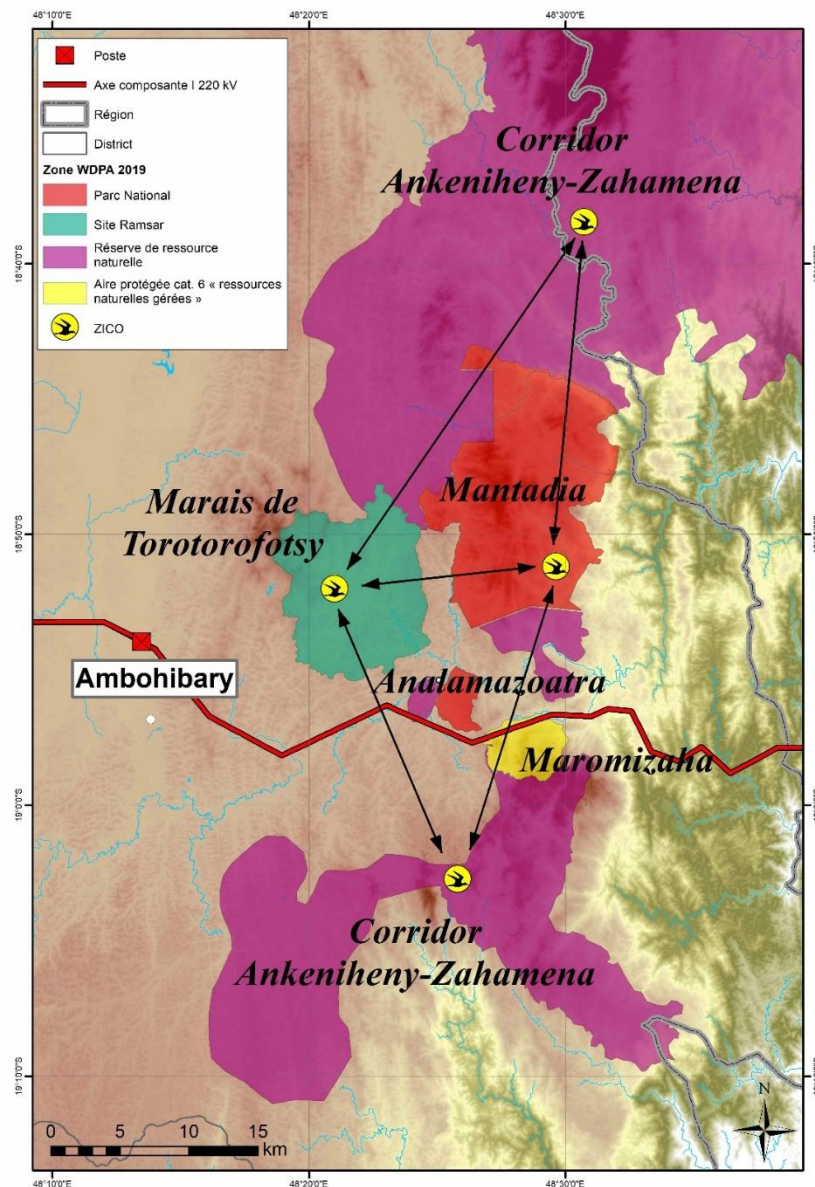 48°10'0"E
48°20'0"E
48°30'0"E
Poste
Axe composante I 220 kV
Région
District
Zone WDPA 2019
Parc National
Site Ramsar
Réserve de ressource
naturelle
Aire protégée cat. 6 « ressources
naturelles gérées »
ZICO
Corridor
Ankeniheny-Zahamena
18°40'0"S
Mantadia
Marais de
Torotorofotsy
18°50'0"S
Ambohibary
Analamazoatra
Maromizaha
19°0'0"S
Corridor
Ankeniheny-Zahamena
19°10'0"S
0 5 10 15
km
N
48°10'0"E
48°20'0"E
48°30'0"E